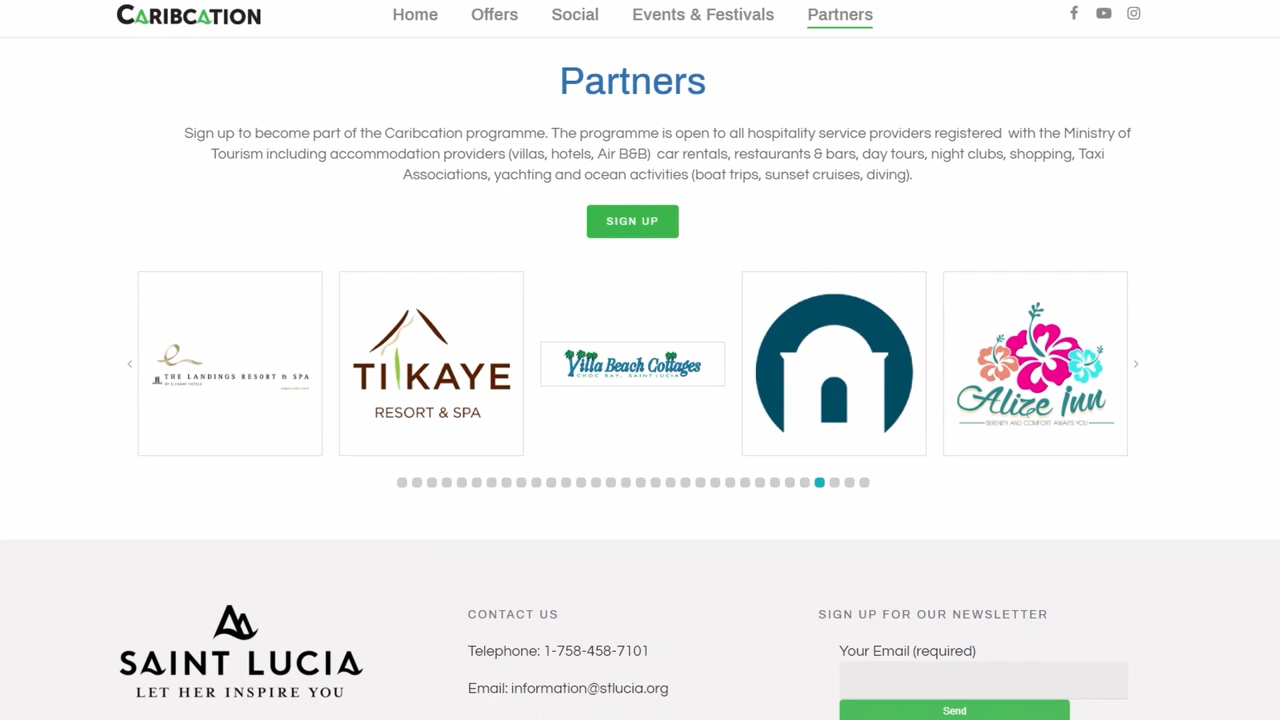 CARIBCATION
Home Offers Social Events & Festivals Partners
Partners
Sign up to become part of the Caribcation programme. The programme is open to all hospitality service providers registered with the Ministry of
Tourism including accommodation providers (villas, hotels, Air B&B) car rentals, restaurants & bars, day tours, night clubs, shopping, Taxi
Associations, yachting and ocean activities (boat trips, sunset cruises, diving).
SIGN UP
THE LANDINGS RESORT & SPA
BY ELEGANT HOTELS
TI KAYE
RESORT & SPA
Villa Beach Cottages
CHOC BAY, SAINT LUCIA
Alize Inn
SERENITY AND COMFORT AWAITS YOU
SAINT LUCIA
LET HER INSPIRE YOU
CONTACT US
Telephone: 1-758-458-7101
Email: information@stlucia.org
SIGN UP FOR OUR NEWSLETTER
Your Email (required)
Send